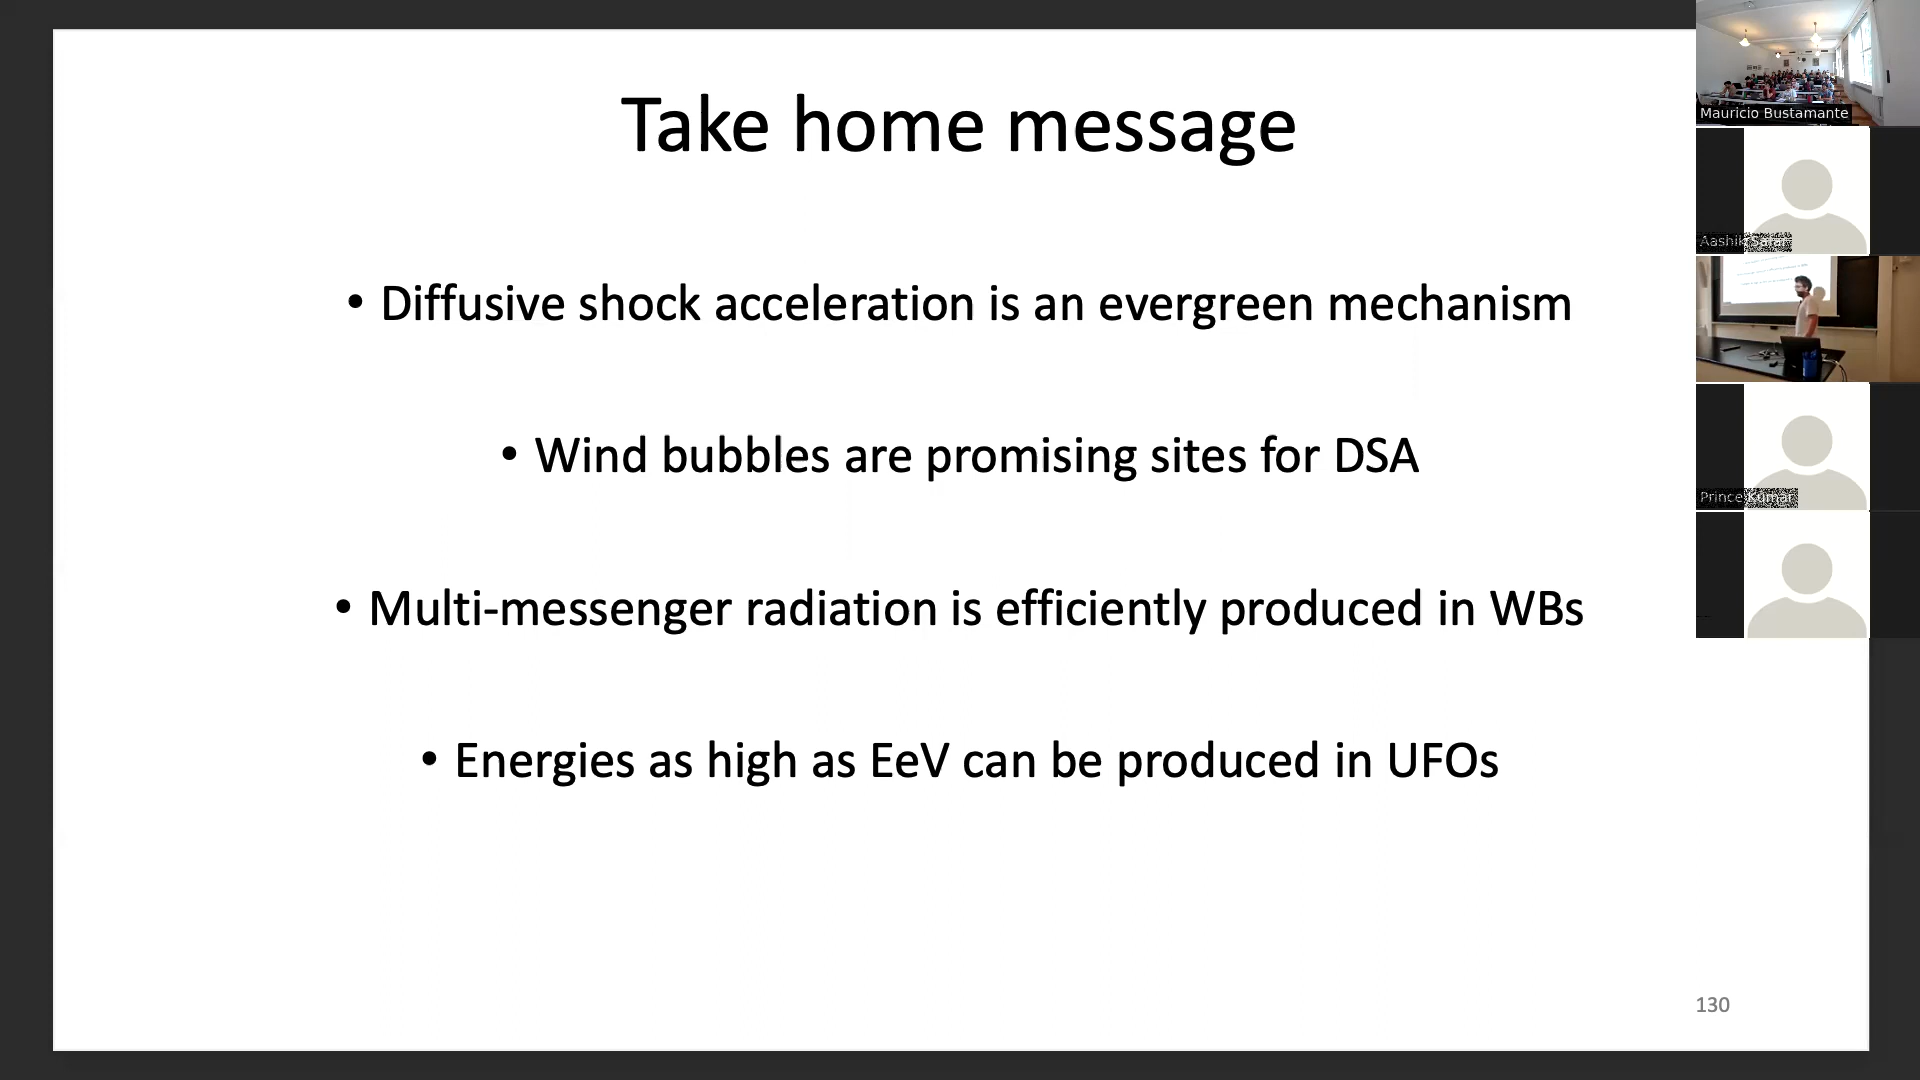 Take home message
• Diffusive shock acceleration is an evergreen mechanism
• Wind bubbles are promising sites for DSA
• Multi-messenger radiation is efficiently produced in WBs
• Energies as high as EeV can be produced in UFOs
130
Mauricio Bustamante
Aashik
Prince Kumar